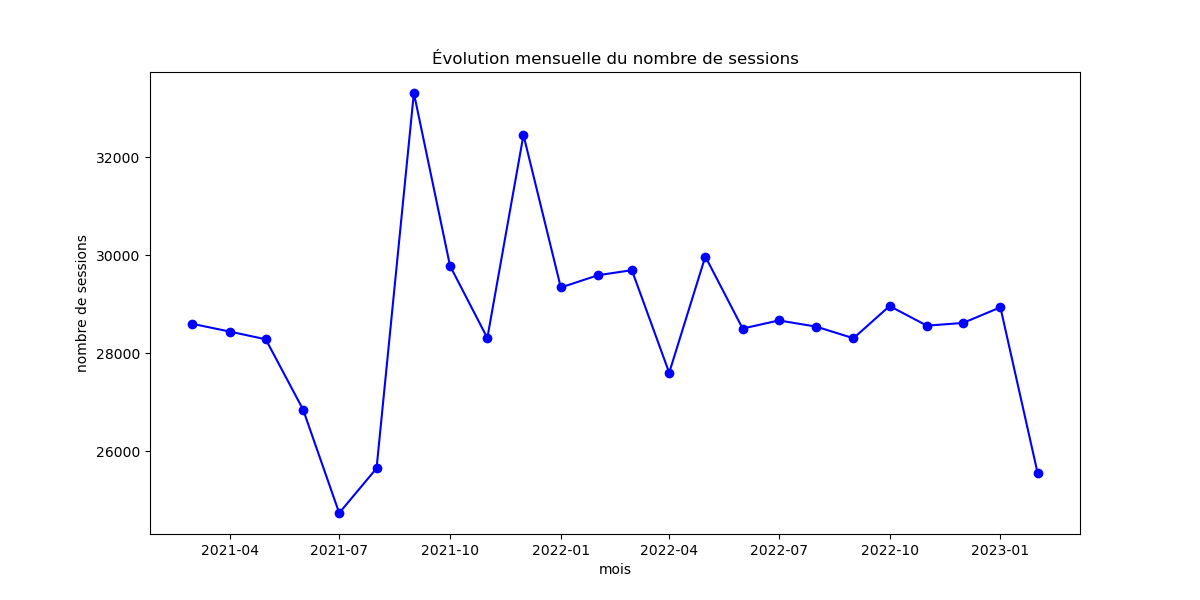 Évolution mensuelle du nombre de sessions
32000
30000
28000
26000
nombre de sessions
2021-04 2021-07 2021-10 2022-01 2022-04 2022-07 2022-10 2023-01
mois